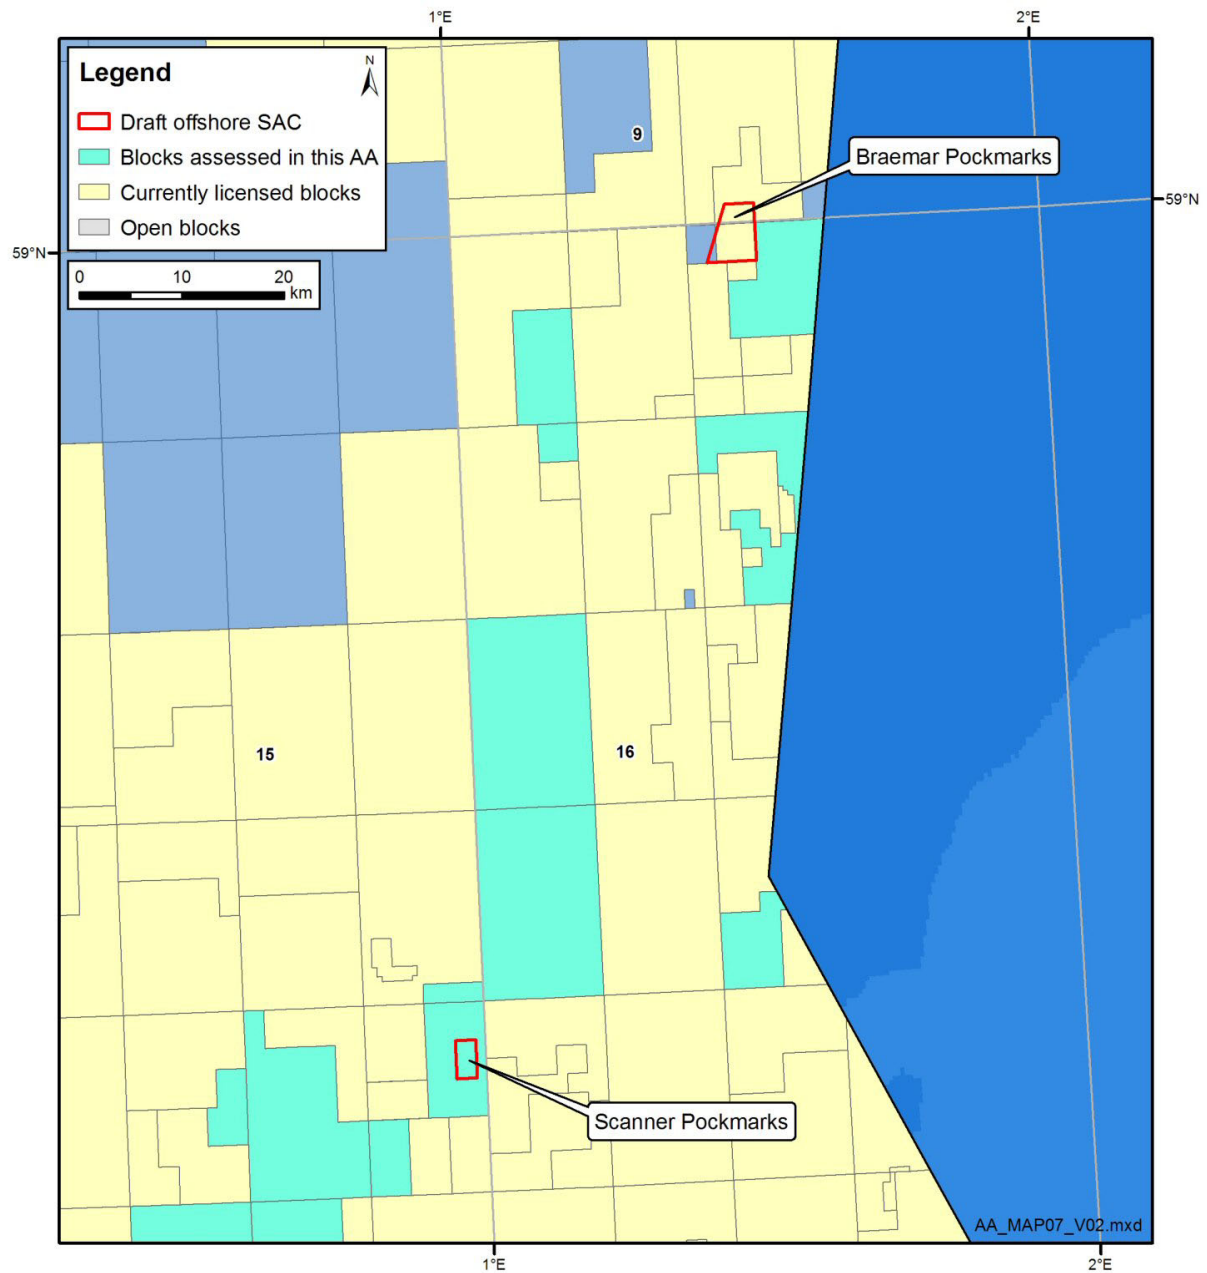 1°E
2°E
Legend
N
Draft offshore SAC
Blocks assessed in this AA
Currently licensed blocks
Open blocks
9
Braemar Pockmarks
59°N
59°N
0 10 20
km
15
16
Scanner Pockmarks
AA_MAP07_V02.mxd
1°E
2°E